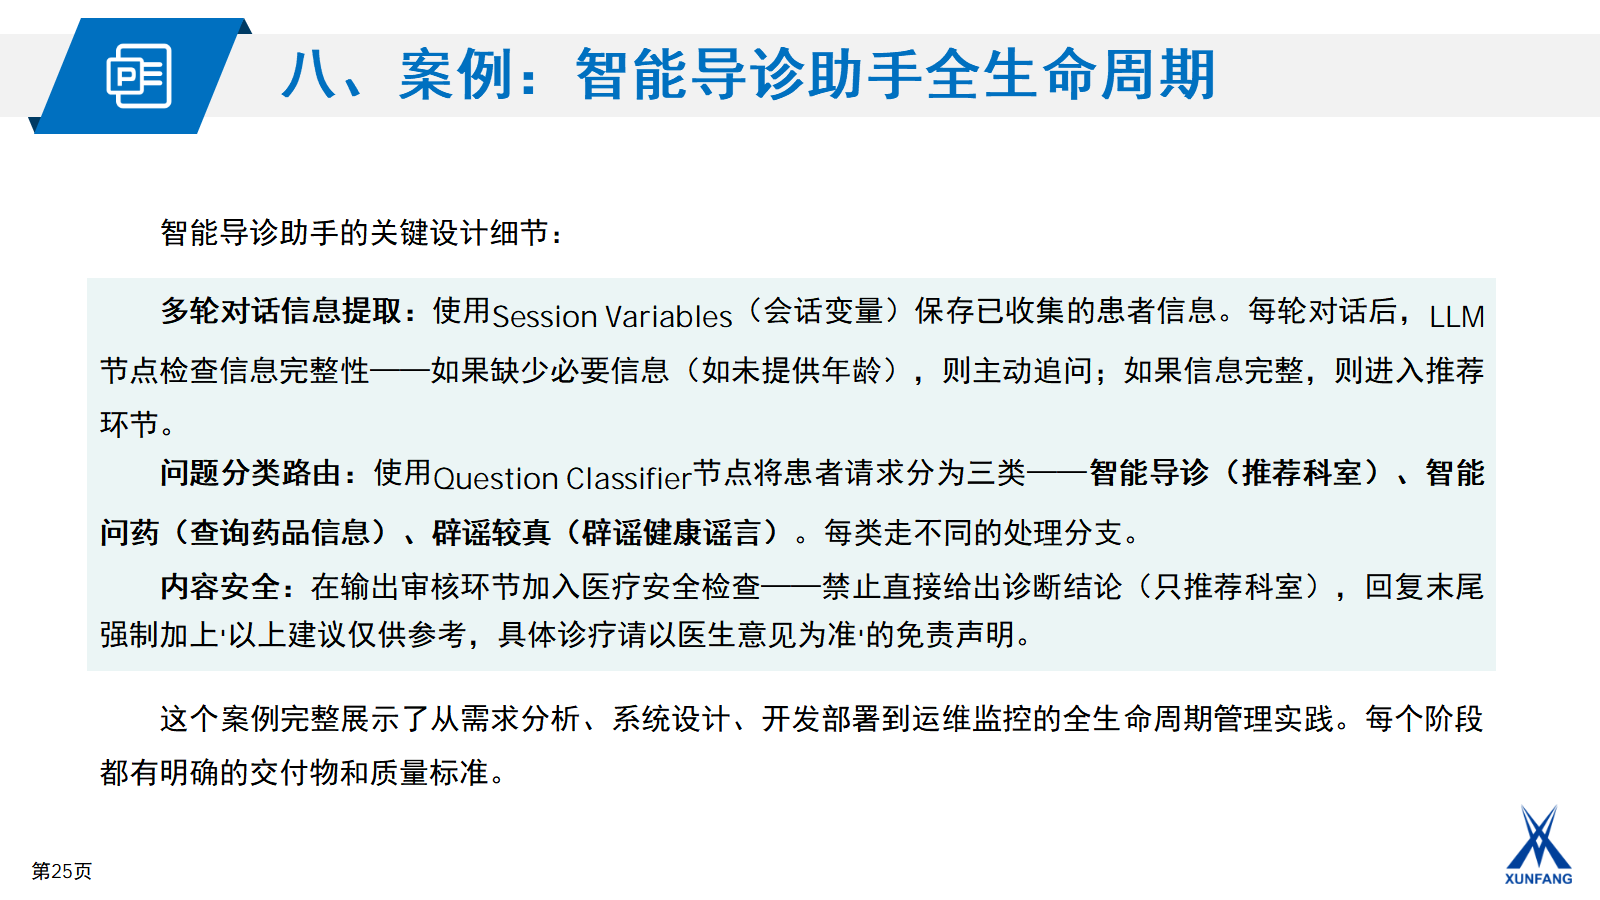 八、案例：智能导诊助手全生命周期
智能导诊助手的关键设计细节：
多轮对话信息提取：使用Session Variables（会话变量）保存已收集的患者信息。每轮对话后，LLM
节点检查信息完整性——如果缺少必要信息（如未提供年龄），则主动追问；如果信息完整，则进入推荐
环节。
问题分类路由：使用Question Classifier节点将患者请求分为三类——智能导诊（推荐科室）、智能
问药（查询药品信息）、辟谣较真（辟谣健康谣言）。每类走不同的处理分支。
内容安全：在输出审核环节加入医疗安全检查——禁止直接给出诊断结论（只推荐科室），回复末尾
强制加上'以上建议仅供参考，具体诊疗请以医生意见为准'的免责声明。
这个案例完整展示了从需求分析、系统设计、开发部署到运维监控的全生命周期管理实践。每个阶段
都有明确的交付物和质量标准。
第25页
XUNFANG